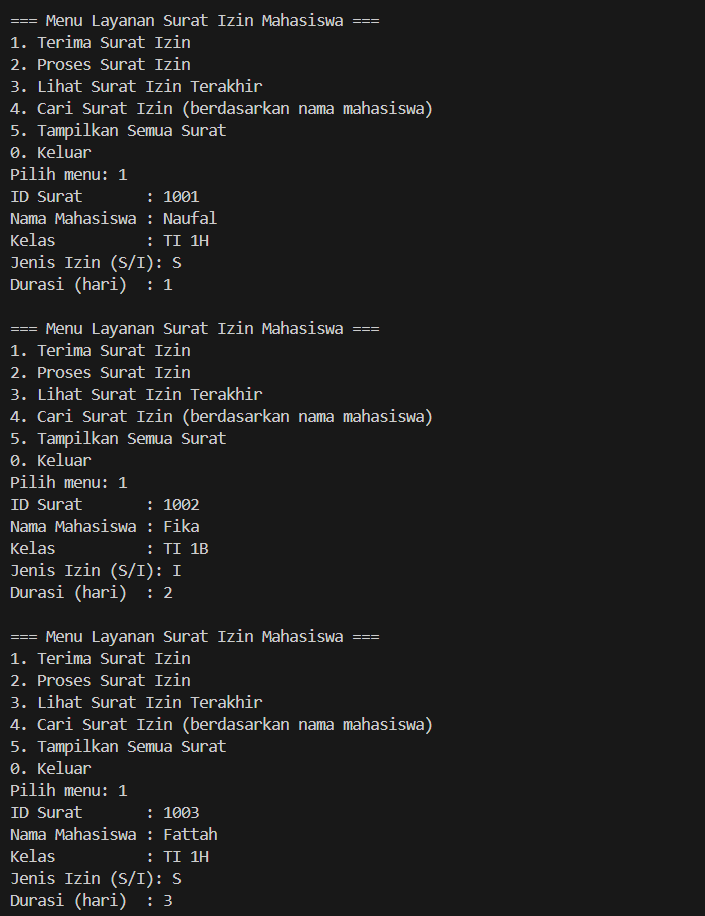 === Menu Layanan Surat Izin Mahasiswa ===
1. Terima Surat Izin
2. Proses Surat Izin
3. Lihat Surat Izin Terakhir
4. Cari Surat Izin (berdasarkan nama mahasiswa)
5. Tampilkan Semua Surat
0. Keluar
Pilih menu: 1
ID Surat       : 1001
Nama Mahasiswa : Naufal
Kelas          : TI 1H
Jenis Izin (S/I): S
Durasi (hari)  : 1

=== Menu Layanan Surat Izin Mahasiswa ===
1. Terima Surat Izin
2. Proses Surat Izin
3. Lihat Surat Izin Terakhir
4. Cari Surat Izin (berdasarkan nama mahasiswa)
5. Tampilkan Semua Surat
0. Keluar
Pilih menu: 1
ID Surat       : 1002
Nama Mahasiswa : Fika
Kelas          : TI 1B
Jenis Izin (S/I): I
Durasi (hari)  : 2

=== Menu Layanan Surat Izin Mahasiswa ===
1. Terima Surat Izin
2. Proses Surat Izin
3. Lihat Surat Izin Terakhir
4. Cari Surat Izin (berdasarkan nama mahasiswa)
5. Tampilkan Semua Surat
0. Keluar
Pilih menu: 1
ID Surat       : 1003
Nama Mahasiswa : Fattah
Kelas          : TI 1H
Jenis Izin (S/I): S
Durasi (hari)  : 3